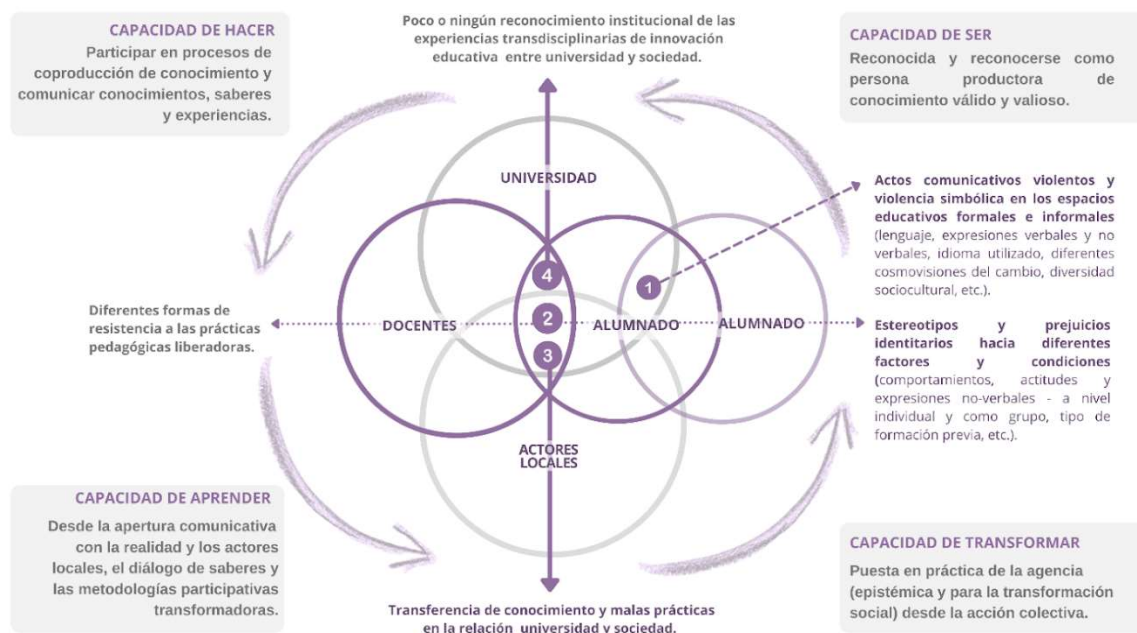 CAPACIDAD DE HACER
Participar en procesos de
coproducción de conocimiento y
comunicar conocimientos, saberes
y experiencias.
Poco o ningún reconocimiento institucional de las
experiencias transdisciplinarias de innovación
educativa entre universidad y sociedad.
CAPACIDAD DE SER
Reconocida y reconocerse como
persona productora de
conocimiento válido y valioso.
UNIVERSIDAD
Actos comunicativos violentos y
violencia simbólica en los espacios
educativos formales e informales
(lenguaje, expresiones verbales y no
verbales, idioma utilizado, diferentes
cosmovisiones del cambio, diversidad
sociocultural, etc.).
4
1
2
3
Diferentes formas de
resistencia a las prácticas
pedagógicas liberadoras.
DOCENTES
ALUMNADO
ALUMNADO
Estereotipos y prejuicios
identitarios hacia diferentes
factores y condiciones
(comportamientos, actitudes y
expresiones no-verbales - a nivel
individual y como grupo, tipo de
formación previa, etc.).
ACTORES
LOCALES
CAPACIDAD DE APRENDER
Desde la apertura comunicativa
con la realidad y los actores
locales, el diálogo de saberes y
las metodologías participativas
transformadoras.
Transferencia de conocimiento y malas prácticas
en la relación universidad y sociedad.
CAPACIDAD DE TRANSFORMAR
Puesta en práctica de la agencia
(epistémica y para la transformación
social) desde la acción colectiva.